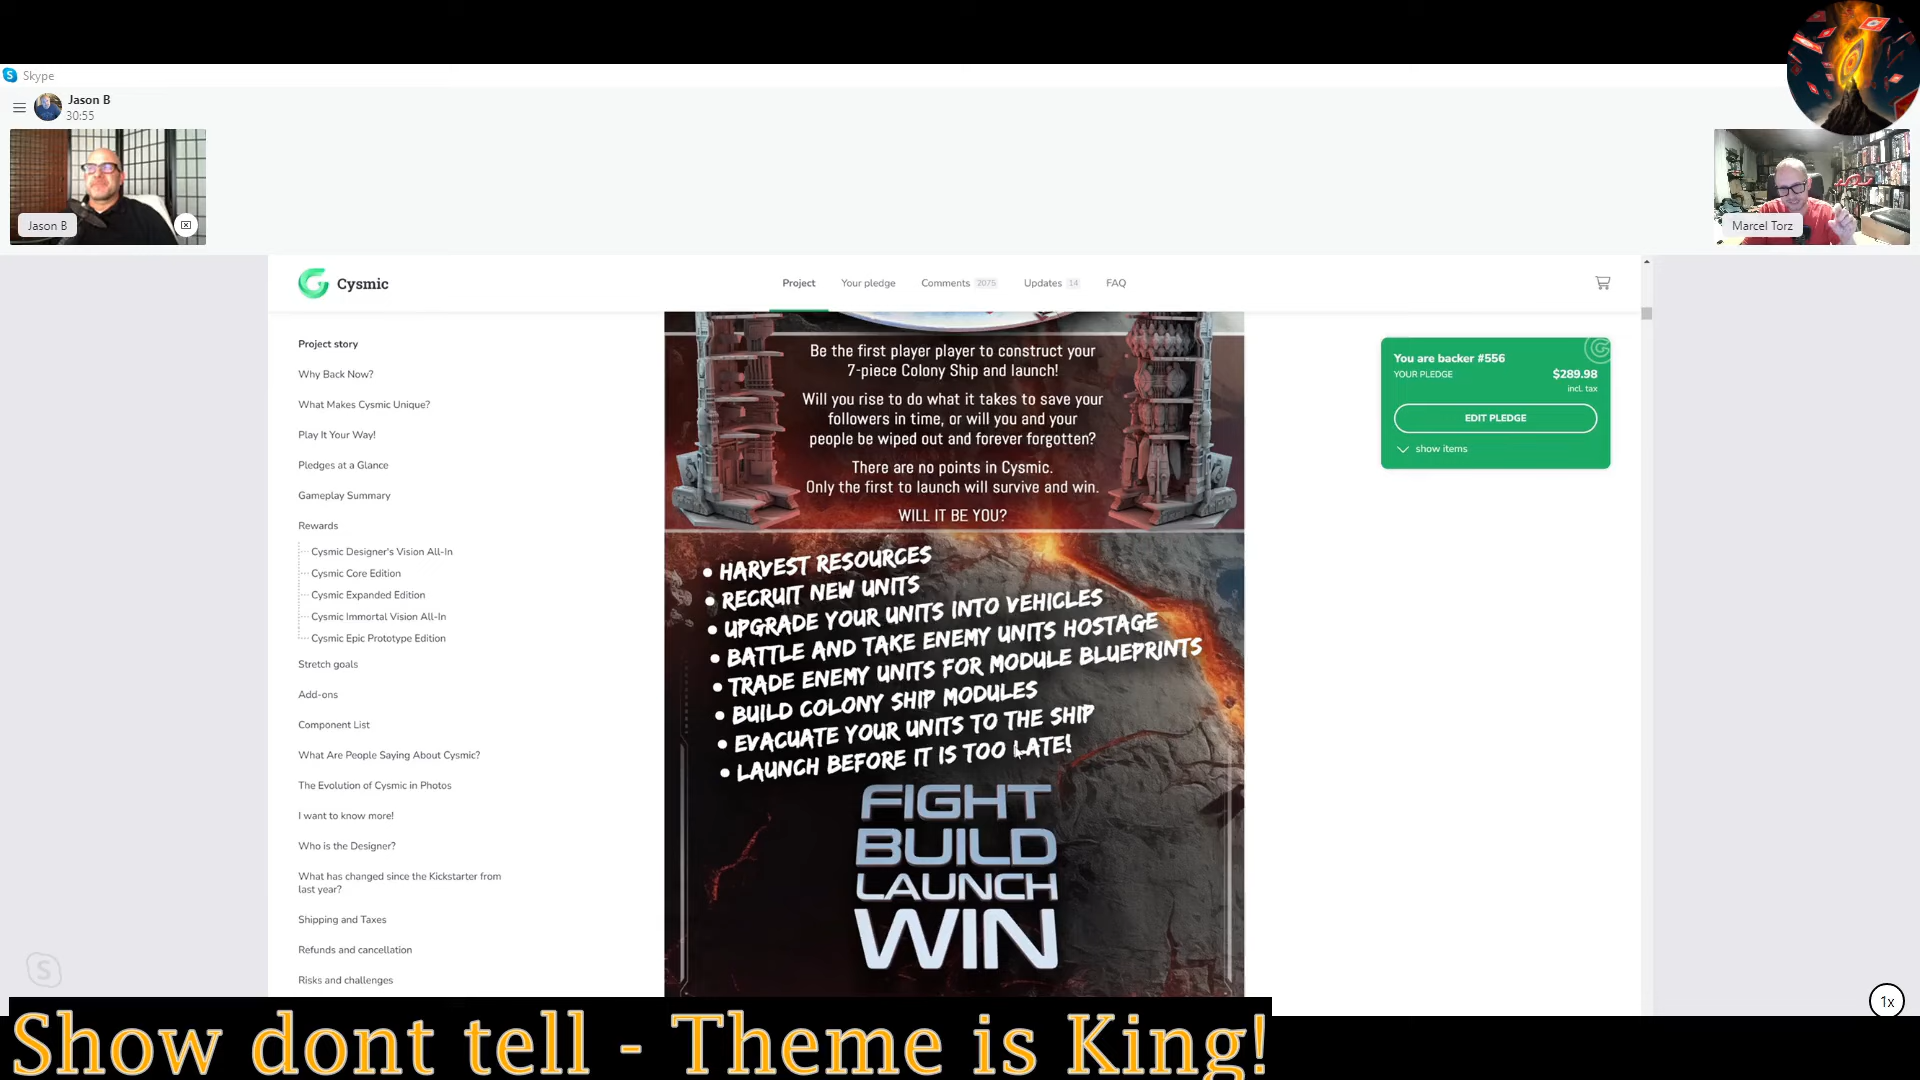 Skype
Jason B
30:55
Jason B
Marcel Torz
Cysmic
Project
Your pledge
Comments 2075
Updates 14
FAQ
Project story
Why Back Now?
What Makes Cysmic Unique?
Play It Your Way!
Pledges at a Glance
Gameplay Summary
Rewards
Cysmic Designer's Vision All-In
Cysmic Core Edition
Cysmic Expanded Edition
Cysmic Immortal Vision All-In
Cysmic Epic Prototype Edition
Stretch goals
Add-ons
Component List
What Are People Saying About Cysmic?
The Evolution of Cysmic in Photos
I want to know more!
Who is the Designer?
What has changed since the Kickstarter from
last year?
Shipping and Taxes
Refunds and cancellation
Risks and challenges
Be the first player player to construct your
7-piece Colony Ship and launch!
Will you rise to do what it takes to save your
followers in time, or will you and your
people be wiped out and forever forgotten?
There are no points in Cysmic.
Only the first to launch will survive and win.
WILL IT BE YOU?
• HARVEST RESOURCES
• RECRUIT NEW UNITS
• UPGRADE YOUR UNITS INTO VEHICLES
• BATTLE AND TAKE ENEMY UNITS HOSTAGE
• TRADE ENEMY UNITS FOR MODULE BLUEPRINTS
• BUILD COLONY SHIP MODULES
• EVACUATE YOUR UNITS TO THE SHIP
• LAUNCH BEFORE IT IS TOO LATE!
FIGHT
BUILD
LAUNCH
WIN
You are backer #556
YOUR PLEDGE $289.98
incl. tax
EDIT PLEDGE
show items
1x
Show dont tell - Theme is King!